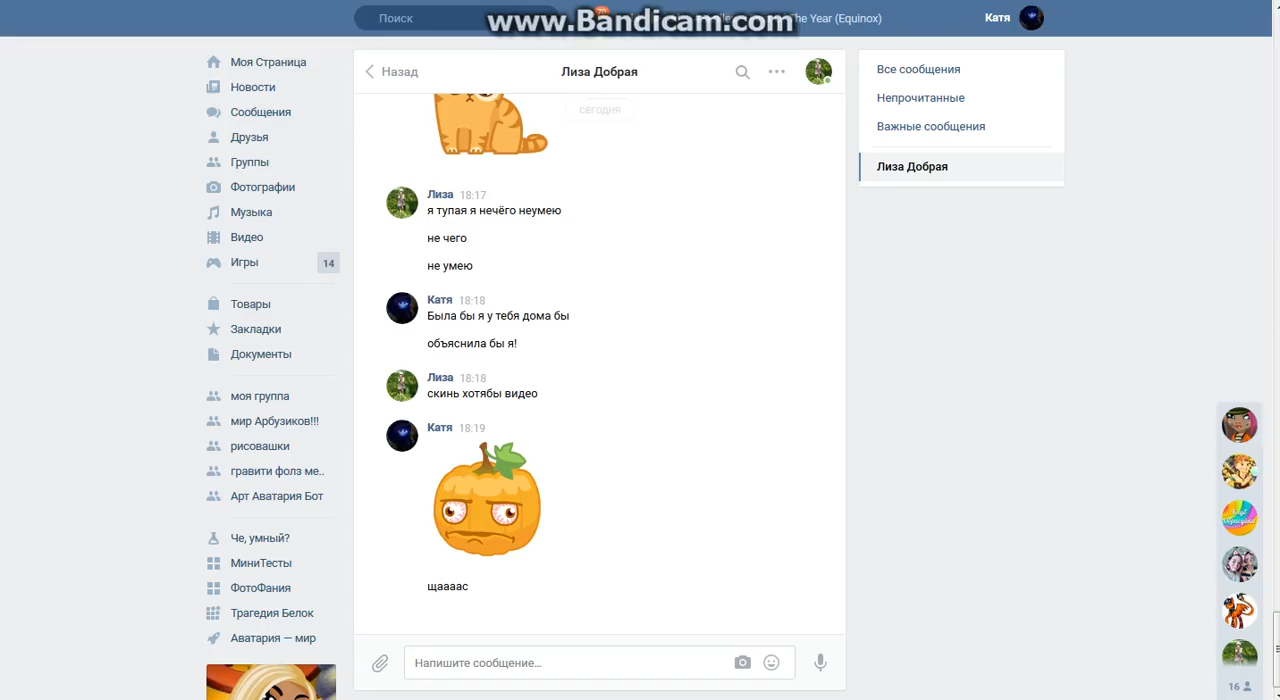 Поиск
20
www.Bandicam.com
The Year (Equinox)
Катя
Моя Страница
Новости
Сообщения
Друзья
Группы
Фотографии
Музыка
Видео
Игры
14
Товары
Закладки
Документы
моя группа
мир Арбузиков!!!
рисовашки
гравити фолз ме..
Арт Аватария Бот
Че, умный?
МиниТесты
ФотоФания
Трагедия Белок
Аватария — мир
Назад
Лиза Добрая
сегодня
Лиза 18:17
я тупая я нечёго неумею
не чего
не умею
Катя 18:18
Была бы я у тебя дома бы
объяснила бы я!
Лиза 18:18
скинь хотябы видео
Катя 18:19
щаааас
Напишите сообщение...
Все сообщения
Непрочитанные
Важные сообщения
Лиза Добрая
16